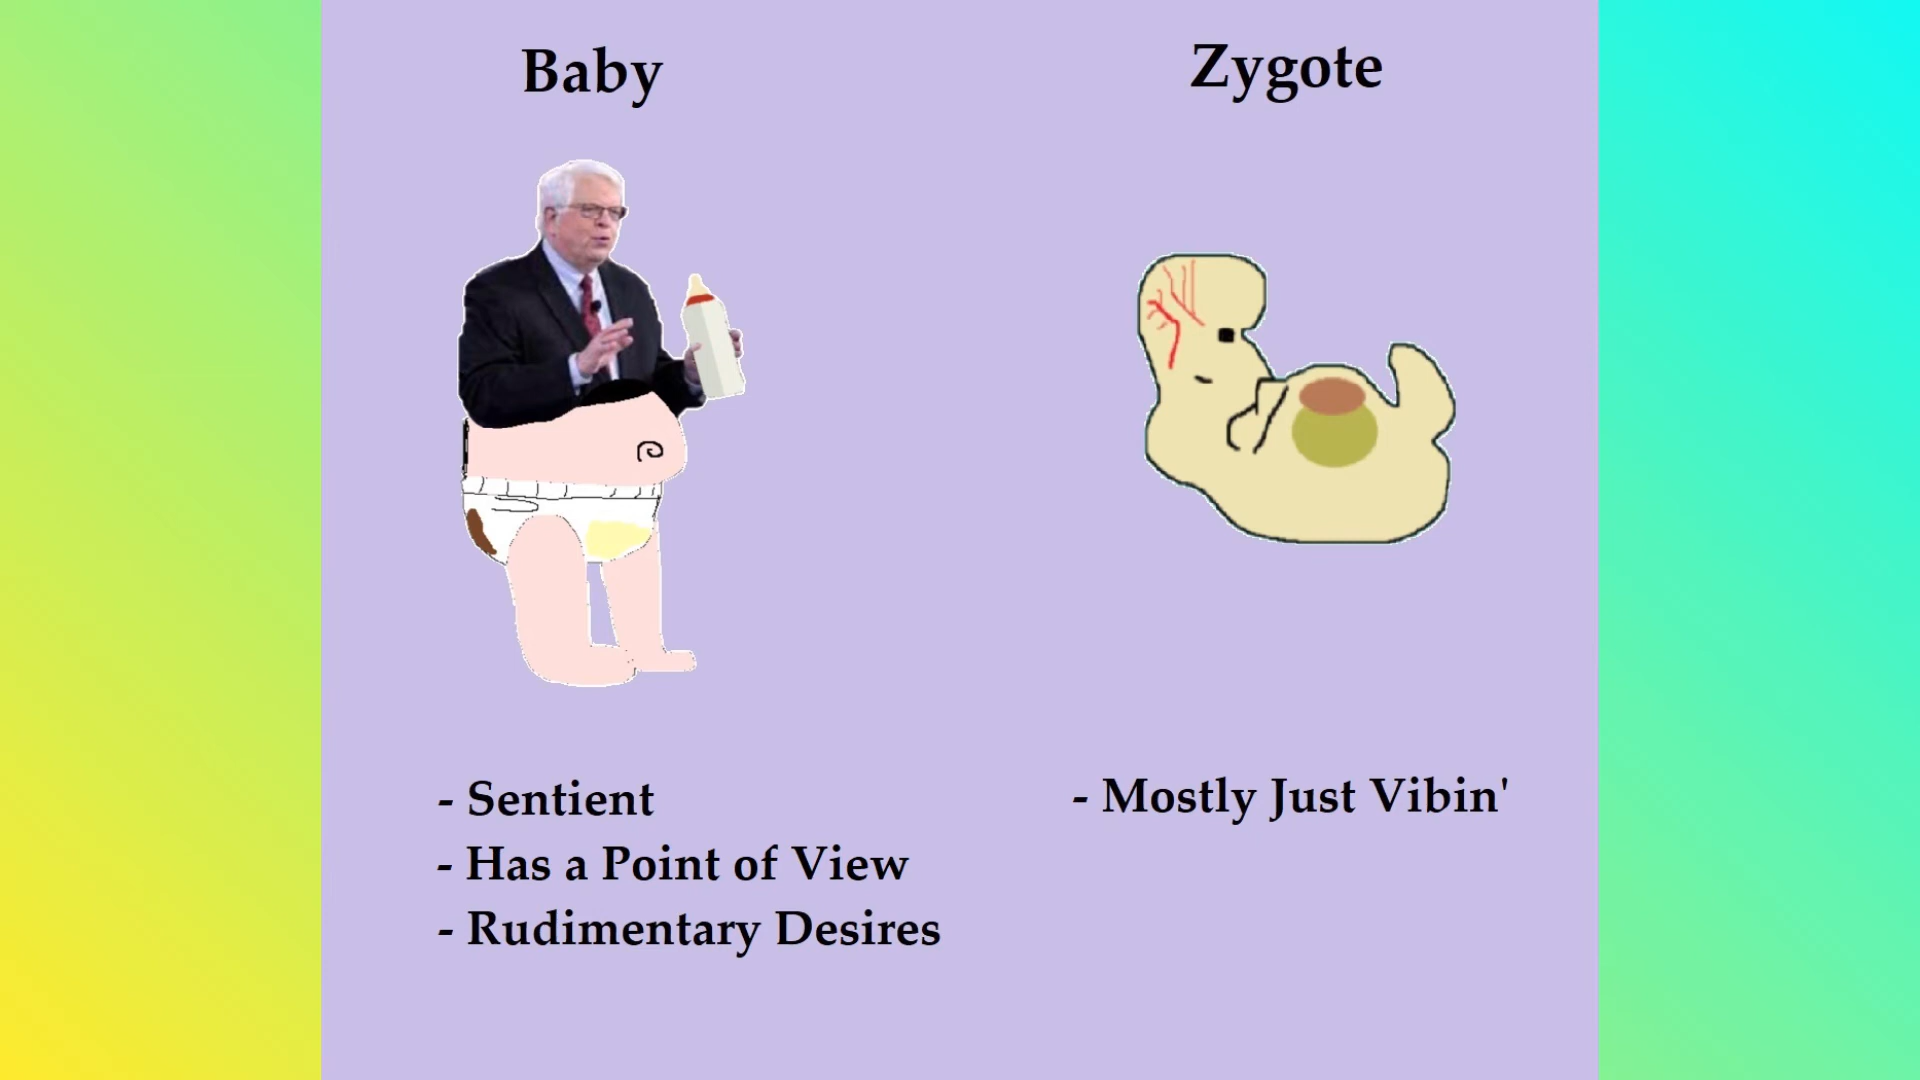 Baby
Zygote
- Sentient
- Has a Point of View
- Rudimentary Desires
- Mostly Just Vibin'